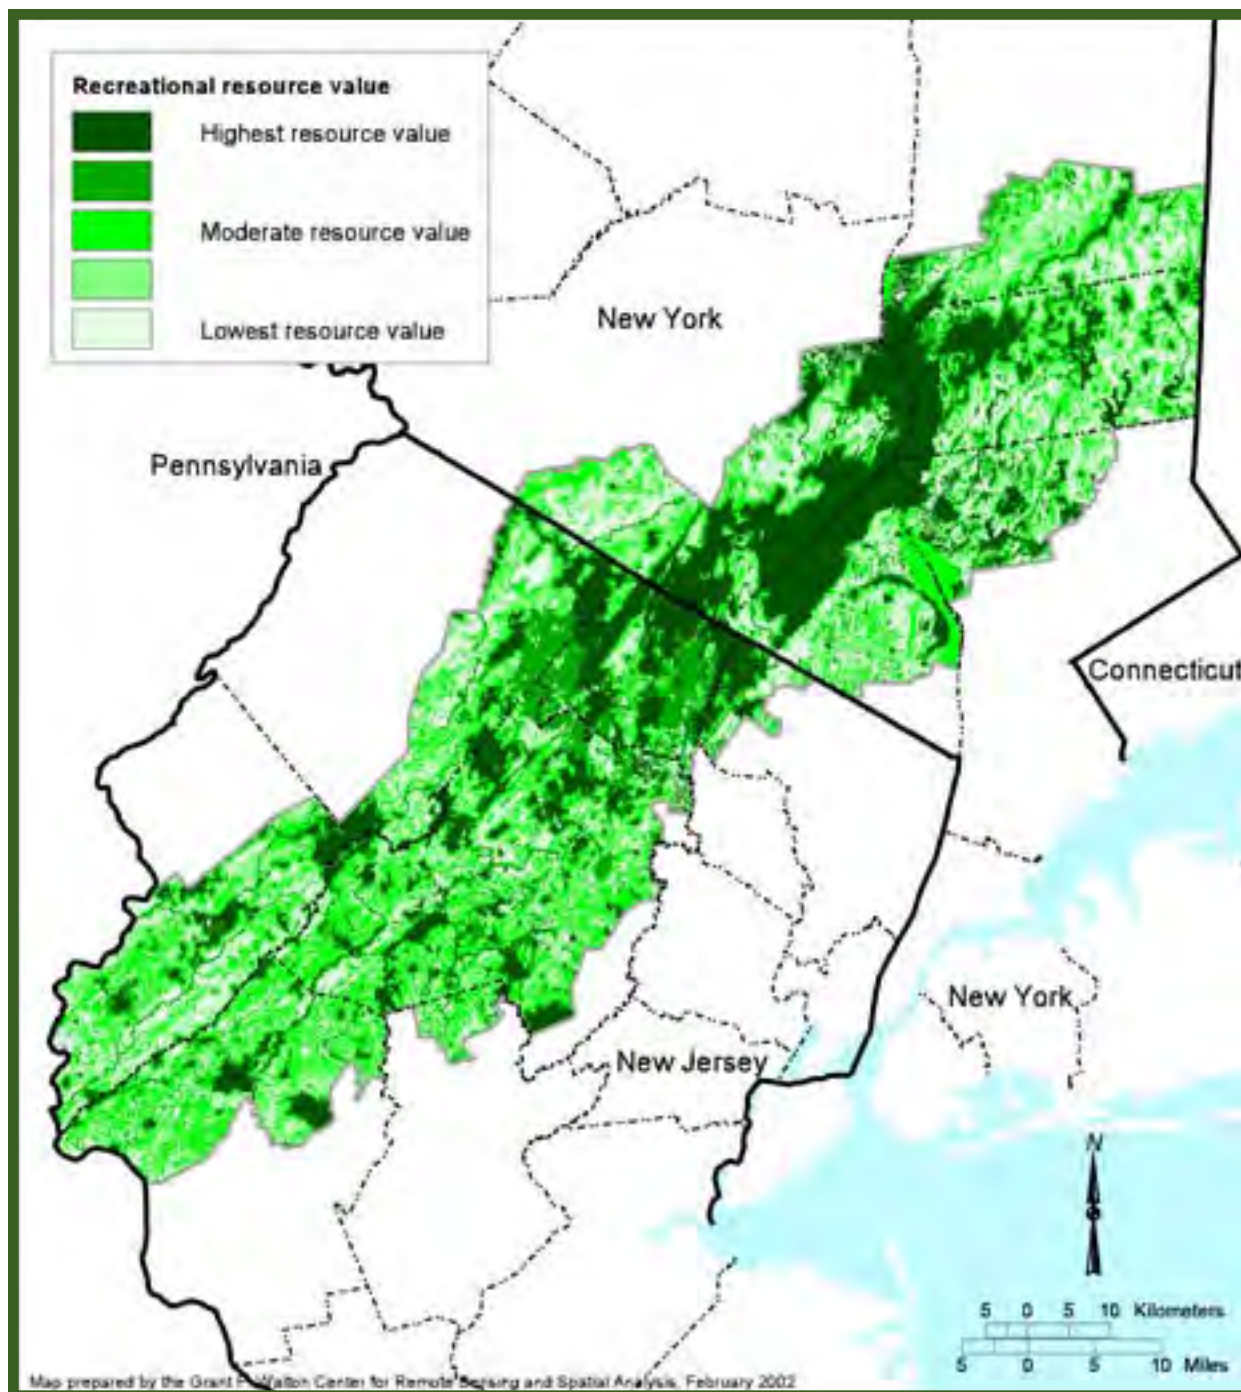 Recreational resource value
Highest resource value
Moderate resource value
Lowest resource value
New York
Pennsylvania
Connecticut
New York
New Jersey
N
5 0 5 10 Kilometers
5 0 5 10 Miles
Map prepared by the Grant F. Walton Center for Remote Sensing and Spatial Analysis, February 2002